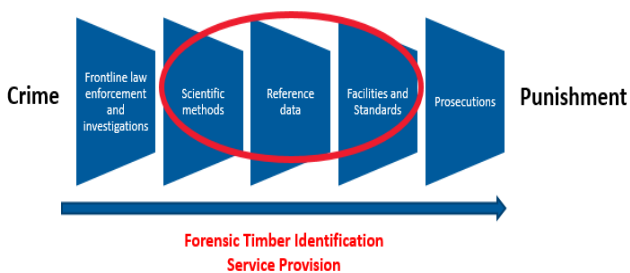 Crime
Frontline law
enforcement
and
investigations
Scientific
methods
Reference
data
Facilities and
Standards
Prosecutions
Punishment
Forensic Timber Identification
Service Provision